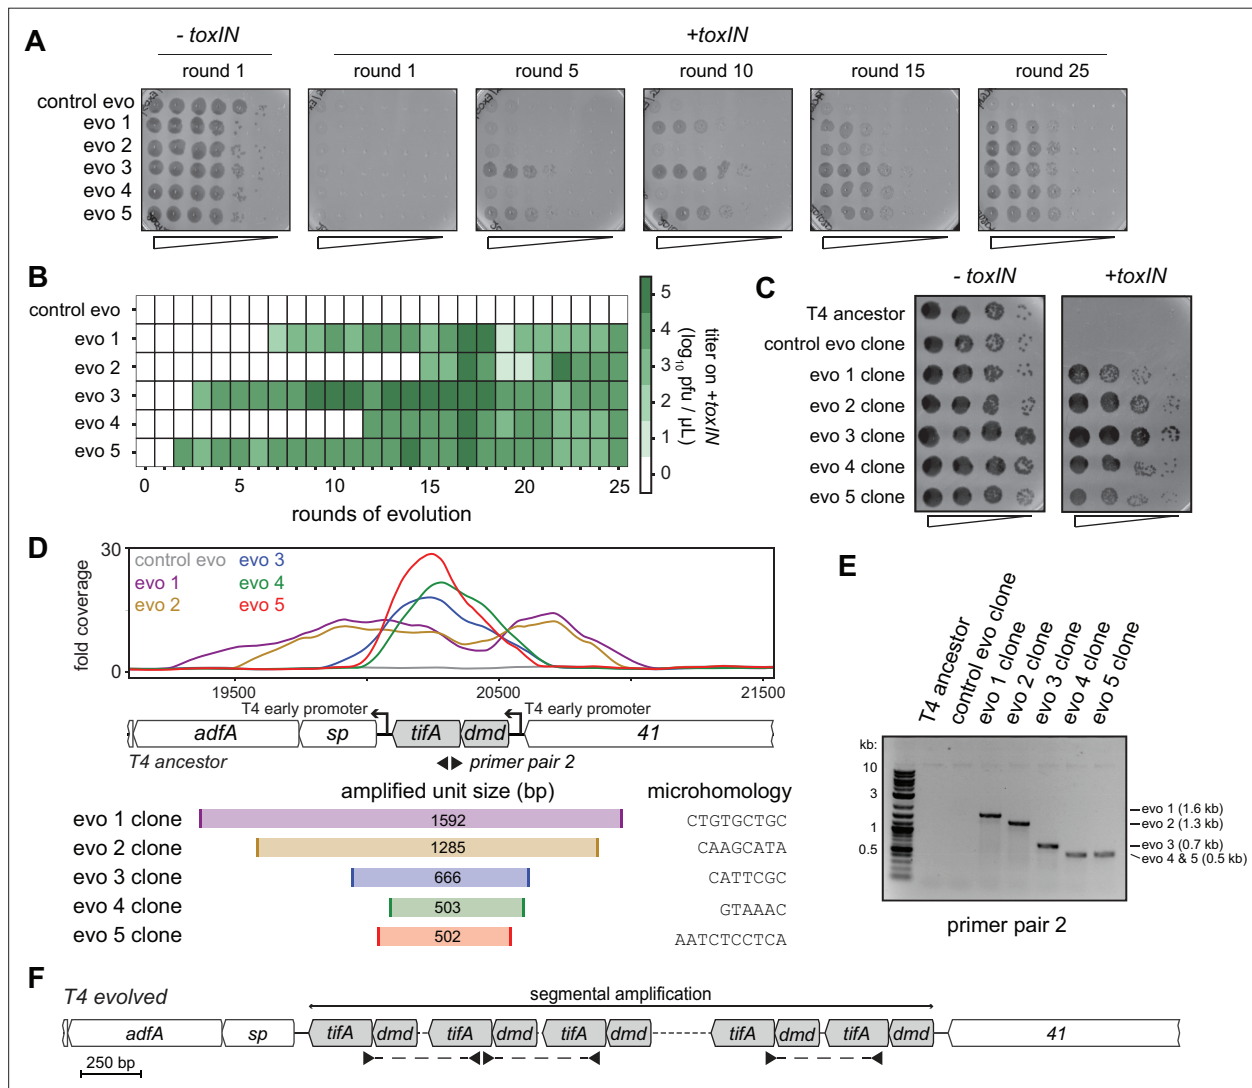 A
- toxIN
+toxIN
round 1
round 1
round 5
round 10
round 15
round 25
control evo
evo 1
evo 2
evo 3
evo 4
evo 5
B
control evo
evo 1
evo 2
evo 3
evo 4
evo 5
0 5 10 15 20 25
rounds of evolution
5
4
3
2
1
0
titer on +toxIN
(log10 pfu / µL)
C
- toxIN
+toxIN
T4 ancestor
control evo clone
evo 1 clone
evo 2 clone
evo 3 clone
evo 4 clone
evo 5 clone
D
30
0
fold coverage
control evo
evo 1
evo 2
evo 3
evo 4
evo 5
19500 20500 21500
T4 early promoter
T4 early promoter
adfA sp tifA dmd 41
T4 ancestor
primer pair 2
amplified unit size (bp)
microhomology
evo 1 clone 1592 CTGTGCTGC
evo 2 clone 1285 CAAGCATA
evo 3 clone 666 CATTCGC
evo 4 clone 503 GTAAAC
evo 5 clone 502 AATCTCCTCA
E
T4 ancestor
control evo clone
evo 1 clone
evo 2 clone
evo 3 clone
evo 4 clone
evo 5 clone
kb:
10
3
1
0.5
evo 1 (1.6 kb)
evo 2 (1.3 kb)
evo 3 (0.7 kb)
evo 4 & 5 (0.5 kb)
primer pair 2
F
T4 evolved
segmental amplification
adfA sp tifA dmd tifA dmd tifA dmd tifA dmd tifA dmd 41
250 bp